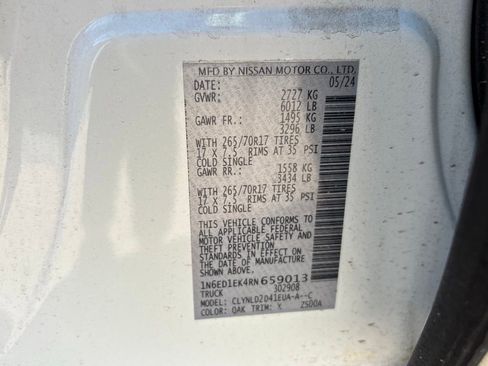 MFD BY NISSAN MOTOR CO., LTD.
DATE: 05/24
GVWR: 2727 KG
6012 LB
GAWR FR.: 1495 KG
3296 LB
WITH 265/70R17 TIRES
17 X 7.5 RIMS AT 35 PSI
COLD SINGLE
GAWR RR.: 1558 KG
3434 LB
WITH 265/70R17 TIRES
17 X 7.5 RIMS AT 35 PSI
COLD SINGLE
THIS VEHICLE CONFORMS TO
ALL APPLICABLE FEDERAL
MOTOR VEHICLE SAFETY AND
THEFT PREVENTION
STANDARDS IN EFFECT ON
THE DATE OF MANUFACTURE
SHOWN ABOVE.
1N6ED1EK4RN659013
TRUCK 302908
MODEL: CLYNLD2D41EUA-A--C
COLOR: QAK TRIM: X 2500A